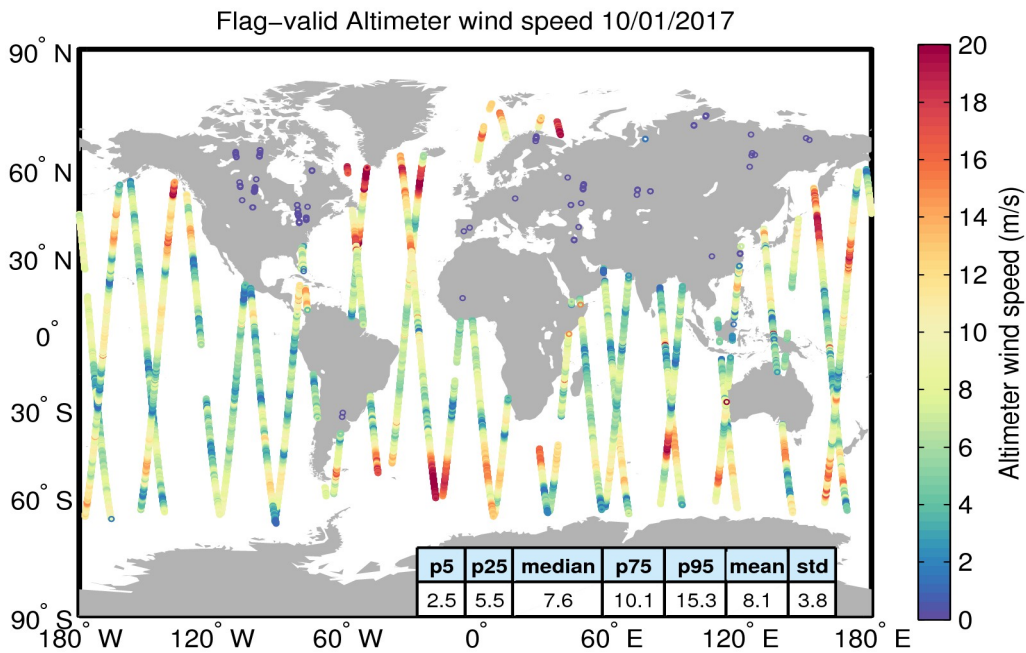 Flag−valid Altimeter wind speed 10/01/2017
90° N
60° N
30° N
0°
30° S
60° S
90° S
180° W
120° W
60° W
0°
60° E
120° E
180° E
p5 p25 median p75 p95 mean std
2.5 5.5 7.6 10.1 15.3 8.1 3.8
20
18
16
14
12
10
8
6
4
2
0
Altimeter wind speed (m/s)